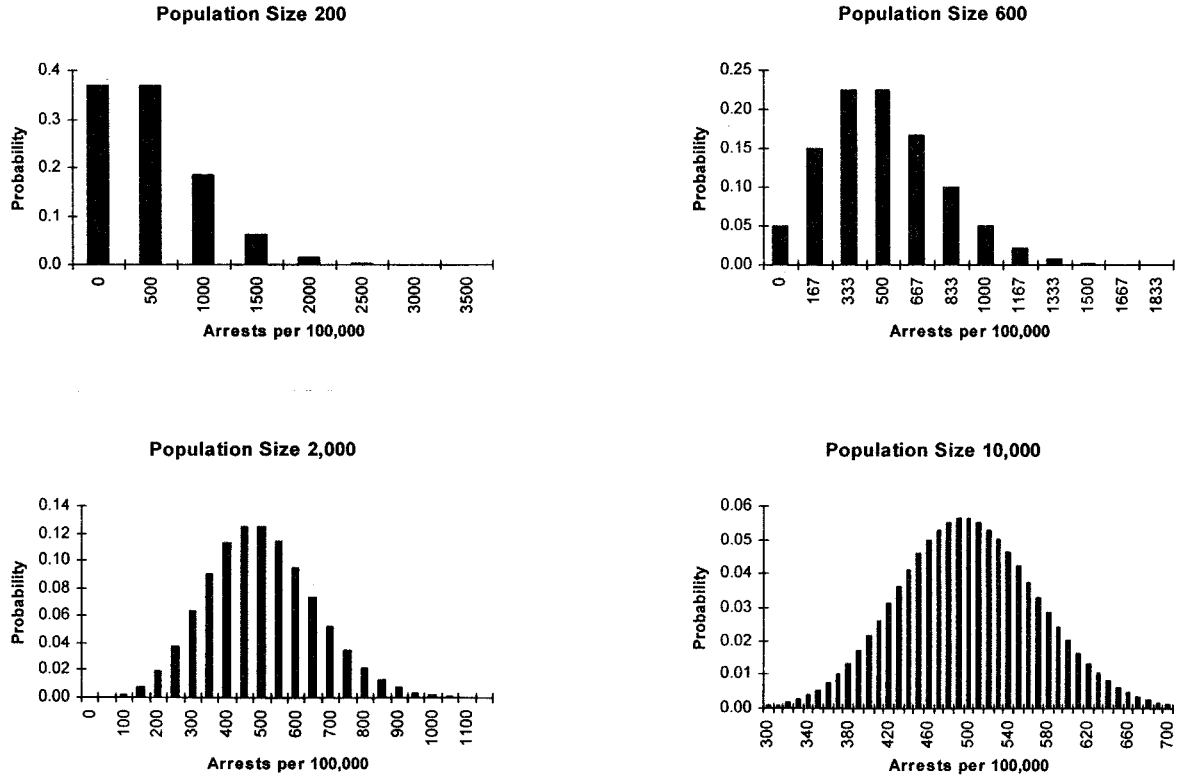 Population Size 200
0.4
0.3
0.2
0.1
0.0
Probability
0 500 1000 1500 2000 2500 3000 3500
Arrests per 100,000
Population Size 600
0.25
0.20
0.15
0.10
0.05
0.00
Probability
0 167 333 500 667 833 1000 1167 1333 1500 1667 1833
Arrests per 100,000
Population Size 2,000
0.14
0.12
0.10
0.08
0.06
0.04
0.02
0.00
Probability
0 100 200 300 400 500 600 700 800 900 1000 1100
Arrests per 100,000
Population Size 10,000
0.06
0.05
0.04
0.03
0.02
0.01
0.00
Probability
300 340 380 420 460 500 540 580 620 660 700
Arrests per 100,000